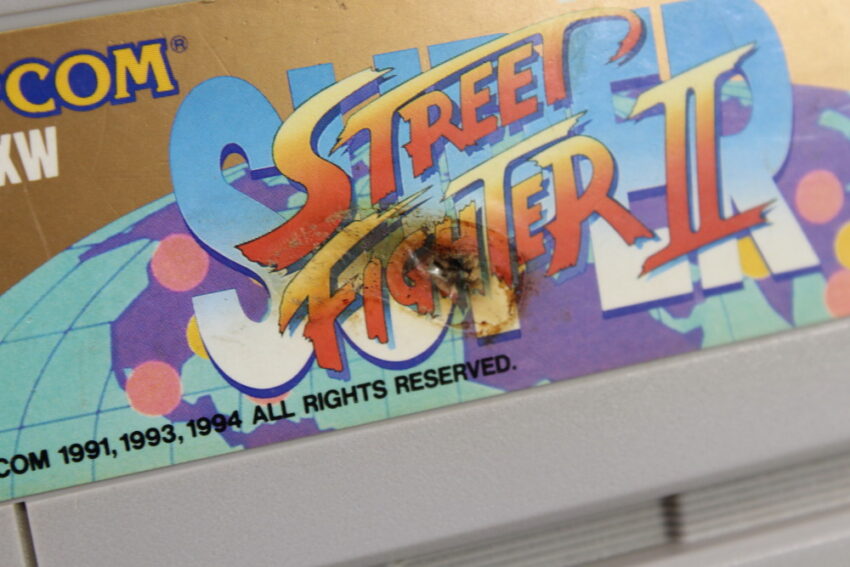 COM®
XW
SUPER
STREET
FIGHTER II
COM 1991, 1993, 1994 ALL RIGHTS RESERVED.